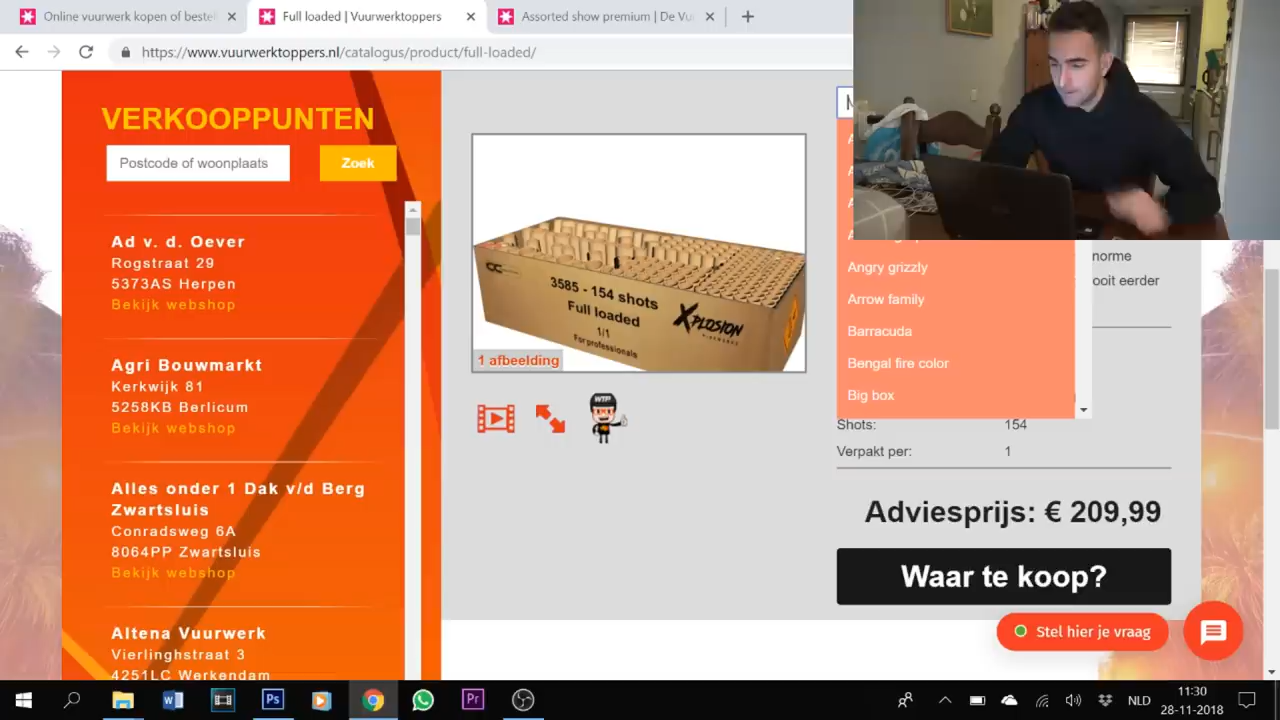 Online vuurwerk kopen of bestel
Full loaded | Vuurwerktoppers
Assorted show premium | De Vu
https://www.vuurwerktoppers.nl/catalogus/product/full-loaded/
VERKOOPPUNTEN
Postcode of woonplaats
Zoek
Ad v. d. Oever
Rogstraat 29
5373AS Herpen
Bekijk webshop
Agri Bouwmarkt
Kerkwijk 81
5258KB Berlicum
Bekijk webshop
Alles onder 1 Dak v/d Berg
Zwartsluis
Conradsweg 6A
8064PP Zwartsluis
Bekijk webshop
Altena Vuurwerk
Vierlinghstraat 3
4251LC Werkendam
3585 - 154 shots
Full loaded
1/1
For professionals
XPLOSION
FIREWORKS
1 afbeelding
WTP
norme
ooit eerder
Angry grizzly
Arrow family
Barracuda
Bengal fire color
Big box
Shots: 154
Verpakt per: 1
Adviesprijs: € 209,99
Waar te koop?
Stel hier je vraag
NLD
11:30
28-11-2018